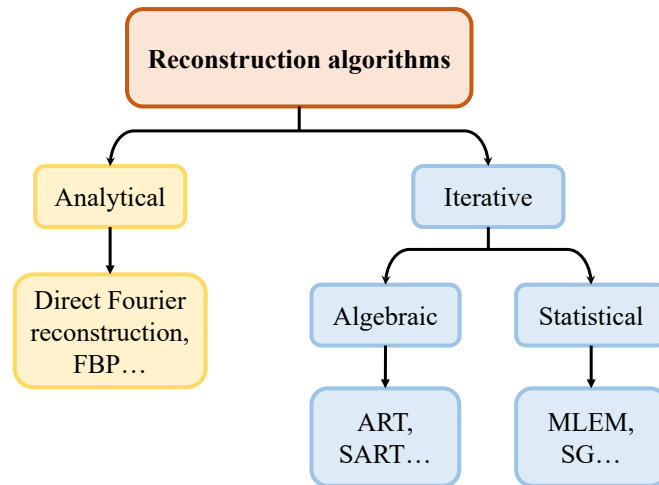 Reconstruction algorithms
Analytical
Iterative
Direct Fourier
reconstruction,
FBP…
Algebraic
Statistical
ART,
SART…
MLEM,
SG…